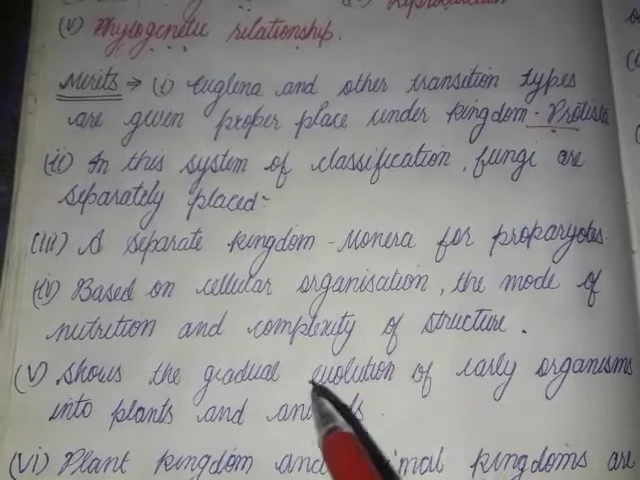 (v) Phylogenetic relationship.
Merits → (i) Euglena and other transition types
are given proper place under kingdom - Protista
(ii) In this system of classification, fungi are
separately placed-
(iii) A separate kingdom - Monera for propraryotes.
(iv) Based on cellular organisation, the mode of
nutrition and complexity of structure.
(v) Shows the gradual evolution of early organisms
into plants and
(vi) Plant kingdom and kingdoms are